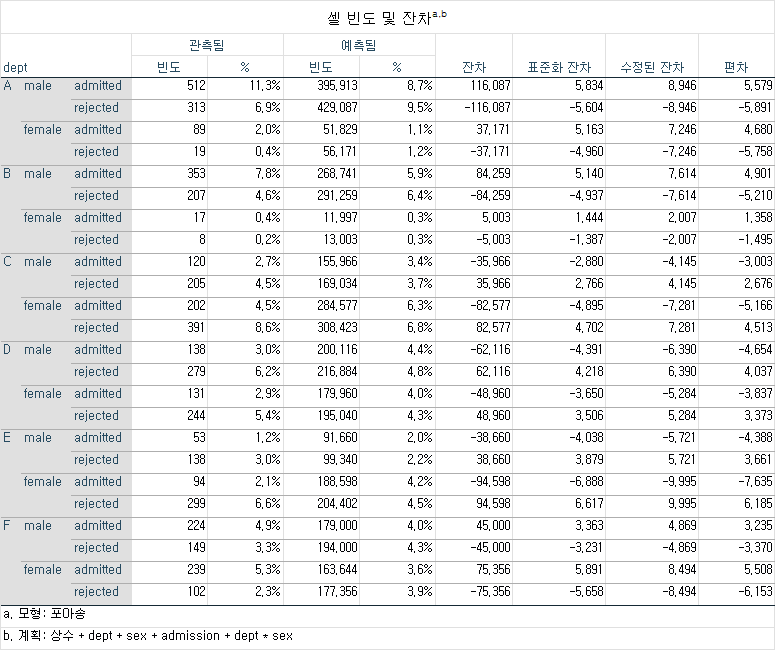 셀 빈도 및 잔차a,b
관측됨 예측됨
dept 빈도 % 빈도 % 잔차 표준화 잔차 수정된 잔차 편차
A male admitted 512 11,3% 395,913 8,7% 116,087 5,834 8,946 5,579
rejected 313 6,9% 429,087 9,5% -116,087 -5,604 -8,946 -5,891
female admitted 89 2,0% 51,829 1,1% 37,171 5,163 7,246 4,680
rejected 19 0,4% 56,171 1,2% -37,171 -4,960 -7,246 -5,758
B male admitted 353 7,8% 268,741 5,9% 84,259 5,140 7,614 4,901
rejected 207 4,6% 291,259 6,4% -84,259 -4,937 -7,614 -5,210
female admitted 17 0,4% 11,997 0,3% 5,003 1,444 2,007 1,358
rejected 8 0,2% 13,003 0,3% -5,003 -1,387 -2,007 -1,495
C male admitted 120 2,7% 155,966 3,4% -35,966 -2,880 -4,145 -3,003
rejected 205 4,5% 169,034 3,7% 35,966 2,766 4,145 2,676
female admitted 202 4,5% 284,577 6,3% -82,577 -4,895 -7,281 -5,166
rejected 391 8,6% 308,423 6,8% 82,577 4,702 7,281 4,513
D male admitted 138 3,0% 200,116 4,4% -62,116 -4,391 -6,390 -4,654
rejected 279 6,2% 216,884 4,8% 62,116 4,218 6,390 4,037
female admitted 131 2,9% 179,960 4,0% -48,960 -3,650 -5,284 -3,837
rejected 244 5,4% 195,040 4,3% 48,960 3,506 5,284 3,373
E male admitted 53 1,2% 91,660 2,0% -38,660 -4,038 -5,721 -4,388
rejected 138 3,0% 99,340 2,2% 38,660 3,879 5,721 3,661
female admitted 94 2,1% 188,598 4,2% -94,598 -6,888 -9,995 -7,635
rejected 299 6,6% 204,402 4,5% 94,598 6,617 9,995 6,185
F male admitted 224 4,9% 179,000 4,0% 45,000 3,363 4,869 3,235
rejected 149 3,3% 194,000 4,3% -45,000 -3,231 -4,869 -3,370
female admitted 239 5,3% 163,644 3,6% 75,356 5,891 8,494 5,508
rejected 102 2,3% 177,356 3,9% -75,356 -5,658 -8,494 -6,153
a. 모형: 포아송
b. 계획: 상수 + dept + sex + admission + dept * sex